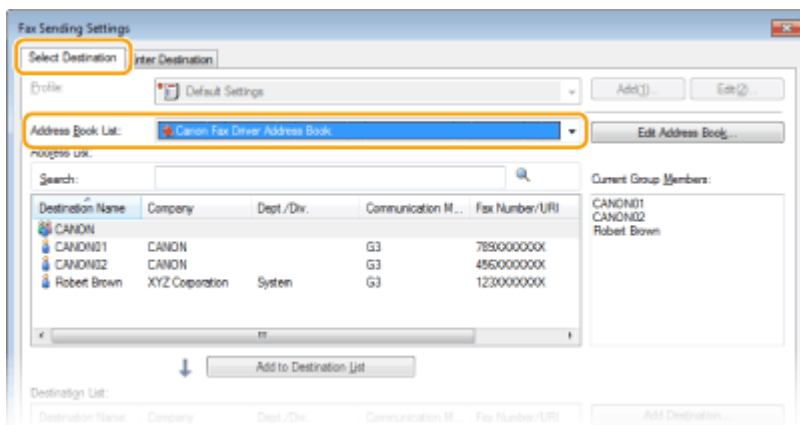 Fax Sending Settings
Select Destination Enter Destination
Profile: Default Settings Add(1)... Edit(2)...
Address Book List: Canon Fax Driver Address Book Edit Address Book...
Address List:
Search: Current Group Members:
Destination Name Company Dept./Div. Communication M... Fax Number/URI
CANON01
CANON02
Robert Brown
CANON
CANON01 CANON G3 789XXXXXXX
CANON02 CANON G3 456XXXXXXX
Robert Brown XYZ Corporation System G3 123XXXXXXX
Add to Destination List
Destination List:
Destination Name Company Dept./Div. Communication M... Fax Number/URI Add Destination...